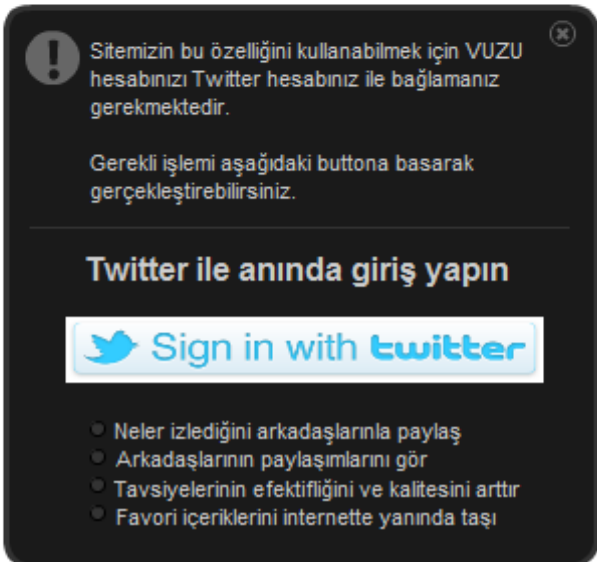 Sitemizin bu özelliğini kullanabilmek için VUZU
hesabınızı Twitter hesabınız ile bağlamanız
gerekmektedir.
Gerekli işlemi aşağıdaki buttona basarak
gerçekleştirebilirsiniz.
Twitter ile anında giriş yapın
Sign in with twitter
Neler izlediğini arkadaşlarınla paylaş
Arkadaşlarının paylaşımlarını gör
Tavsiyelerinin efektifliğini ve kalitesini arttır
Favori içeriklerini internette yanında taşı